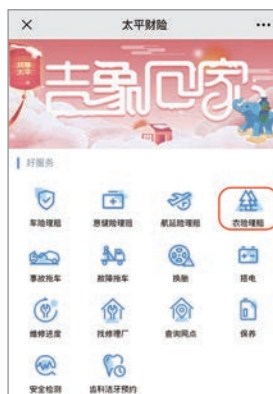 太平财险
吉象回家
好服务
车险理赔 意健险理赔 航延险理赔 农险理赔
事故拖车 故障拖车 换胎 搭电
维修进度 找修理厂 查询网点 保养
安全检测 齿科洁牙预约